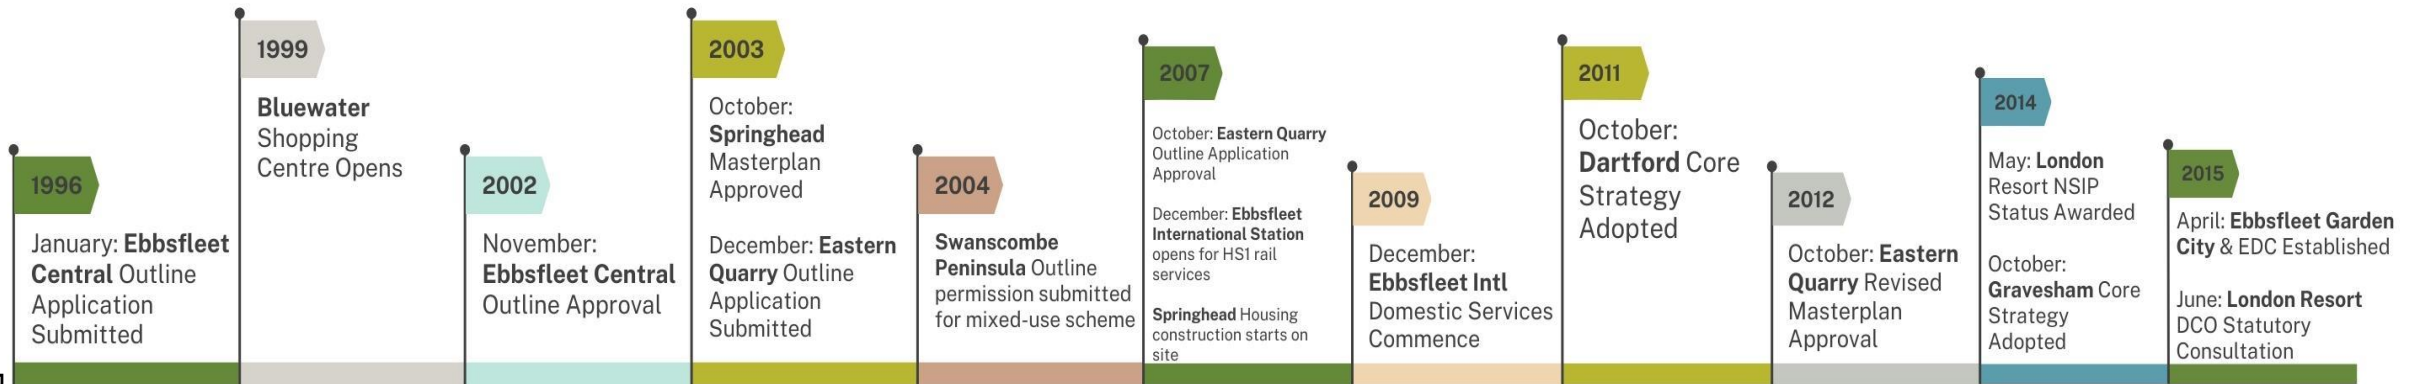 1996
January: Ebbsfleet
Central Outline
Application
Submitted
1999
Bluewater
Shopping
Centre Opens
2002
November:
Ebbsfleet Central
Outline Approval
2003
October:
Springhead
Masterplan
Approved
December: Eastern
Quarry Outline
Application
Submitted
2004
Swanscombe
Peninsula Outline
permission submitted
for mixed-use scheme
2007
October: Eastern Quarry
Outline Application
Approval
December: Ebbsfleet
International Station
opens for HS1 rail
services
Springhead Housing
construction starts on
site
2009
December:
Ebbsfleet Intl
Domestic Services
Commence
2011
October:
Dartford Core
Strategy
Adopted
2012
October: Eastern
Quarry Revised
Masterplan
Approval
2014
May: London
Resort NSIP
Status Awarded
October:
Gravesham Core
Strategy
Adopted
2015
April: Ebbsfleet Garden
City & EDC Established
June: London Resort
DCO Statutory
Consultation